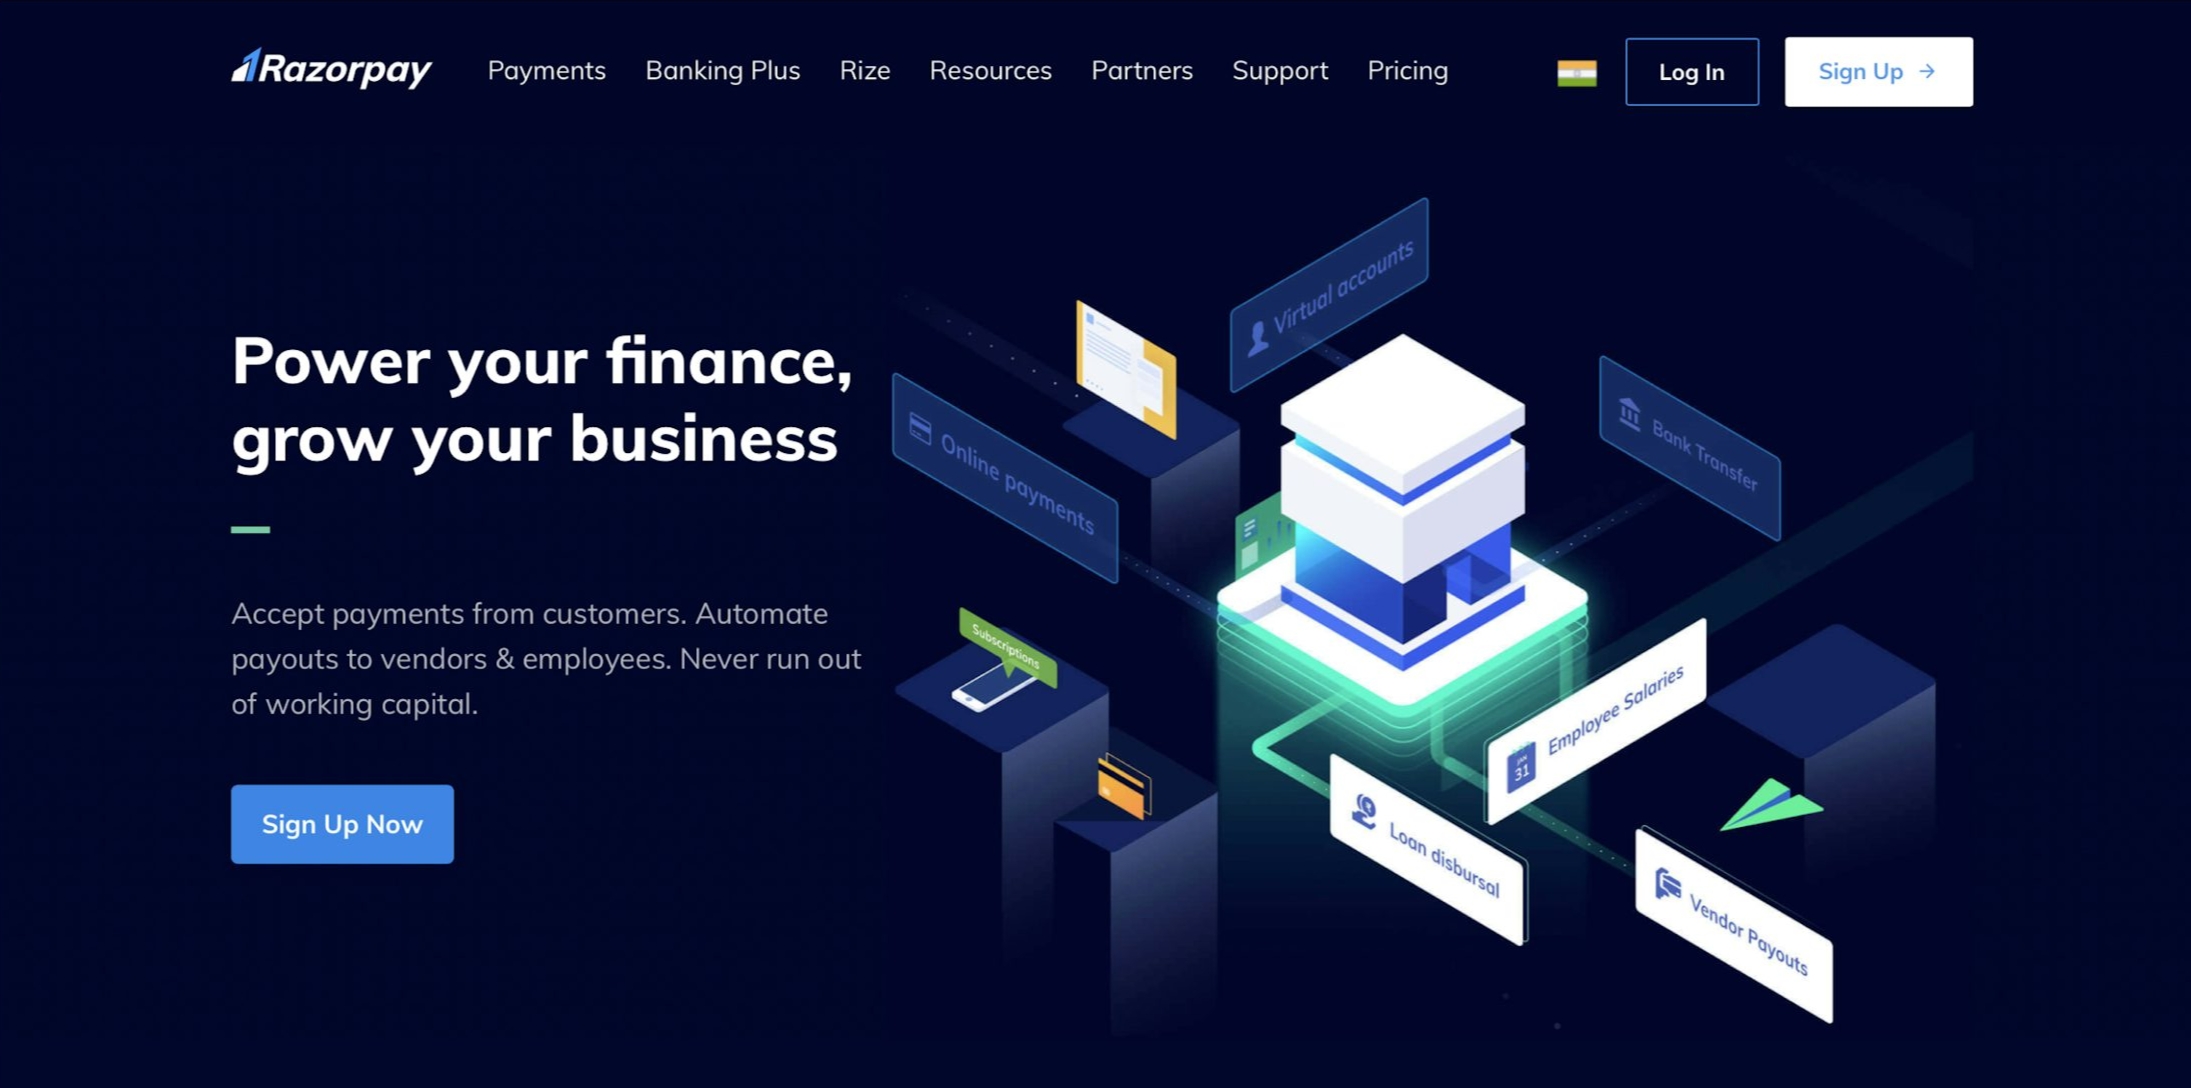 Razorpay
Payments
Banking Plus
Rize
Resources
Partners
Support
Pricing
Log In
Sign Up →
Power your finance,
grow your business
Accept payments from customers. Automate
payouts to vendors & employees. Never run out
of working capital.
Sign Up Now
Virtual accounts
Online payments
Bank Transfer
Subscriptions
Employee Salaries
JAN
31
Loan disbursal
Vendor Payouts